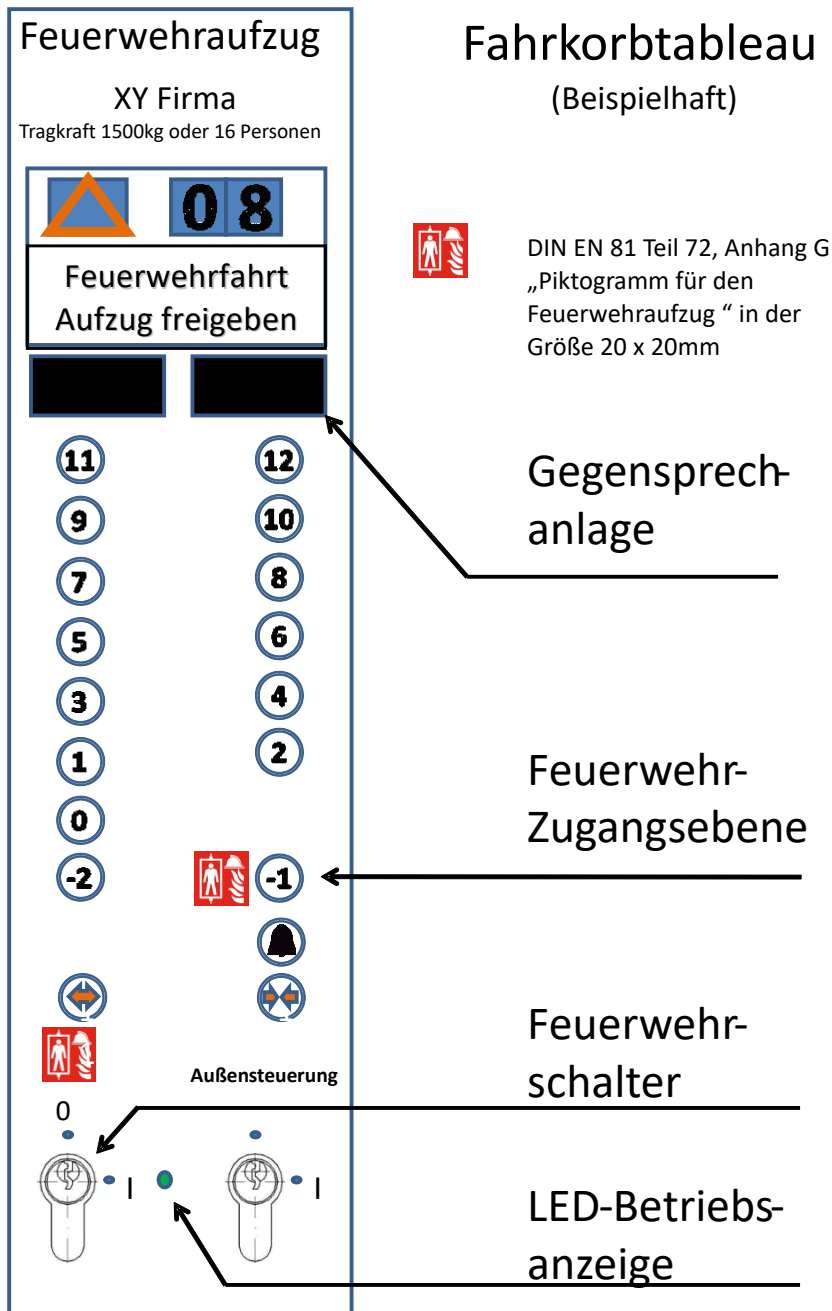 Feuerwehraufzug
XY Firma
Tragkraft 1500kg oder 16 Personen
08
Feuerwehrfahrt
Aufzug freigeben
11 12
9 10
7 8
5 6
3 4
1 2
0
-2 -1
Außensteuerung
0
I I
Fahrkorbtableau
(Beispielhaft)
DIN EN 81 Teil 72, Anhang G
„Piktogramm für den
Feuerwehraufzug “ in der
Größe 20 x 20mm
Gegensprech-
anlage
Feuerwehr-
Zugangsebene
Feuerwehr-
schalter
LED-Betriebs-
anzeige